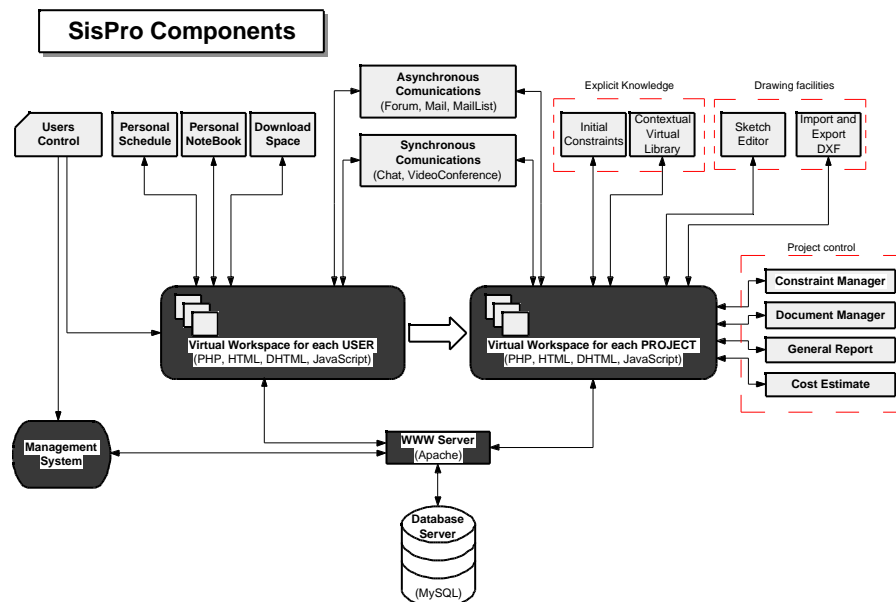 SisPro Components
Asynchronous
Comunications
(Forum, Mail, MailList)
Synchronous
Comunications
(Chat, VideoConference)
Explicit Knowledge
Drawing facilities
Users
Control
Personal
Schedule
Personal
NoteBook
Download
Space
Initial
Constraints
Contextual
Virtual
Library
Sketch
Editor
Import and
Export
DXF
Project control
Constraint Manager
Document Manager
General Report
Cost Estimate
Virtual Workspace for each USER
(PHP, HTML, DHTML, JavaScript)
Virtual Workspace for each PROJECT
(PHP, HTML, DHTML, JavaScript)
Management
System
WWW Server
(Apache)
Database
Server
(MySQL)